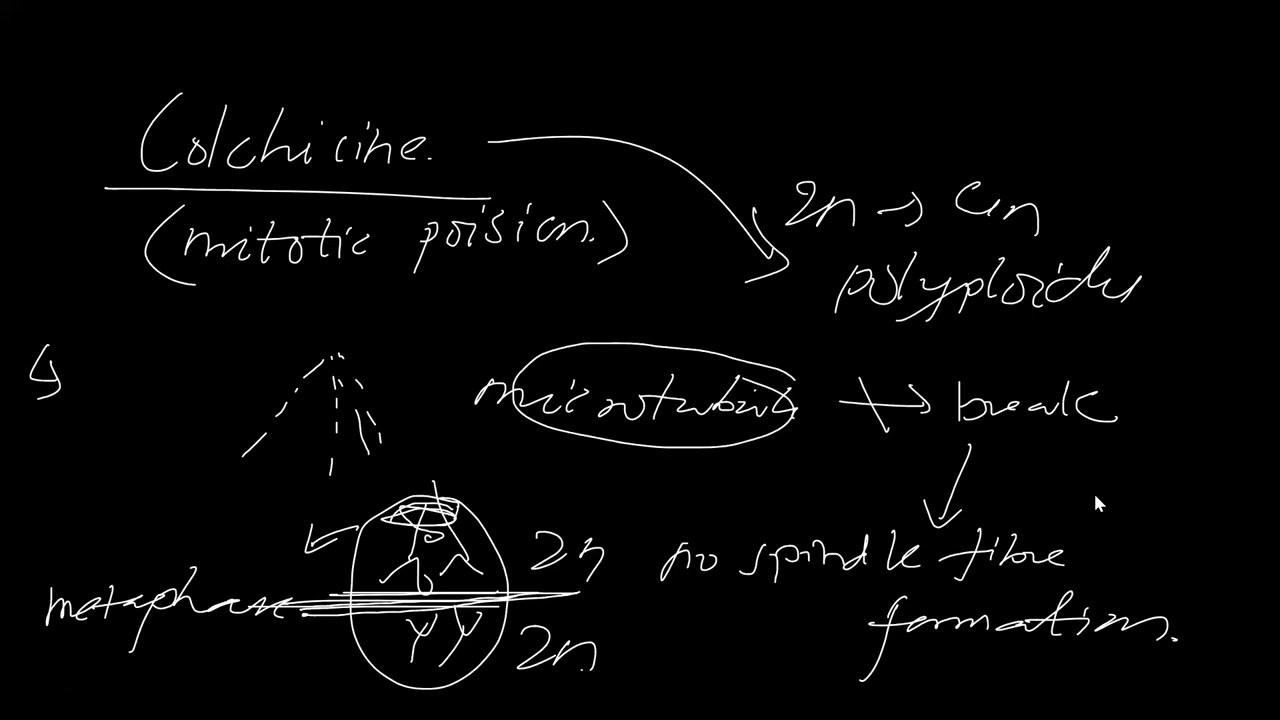 Colchicine.
(mitotic poision.)
2n → 4n
polyploidy
microtubule → break
no spindle fibre
formation.
metaphase
2n
2n